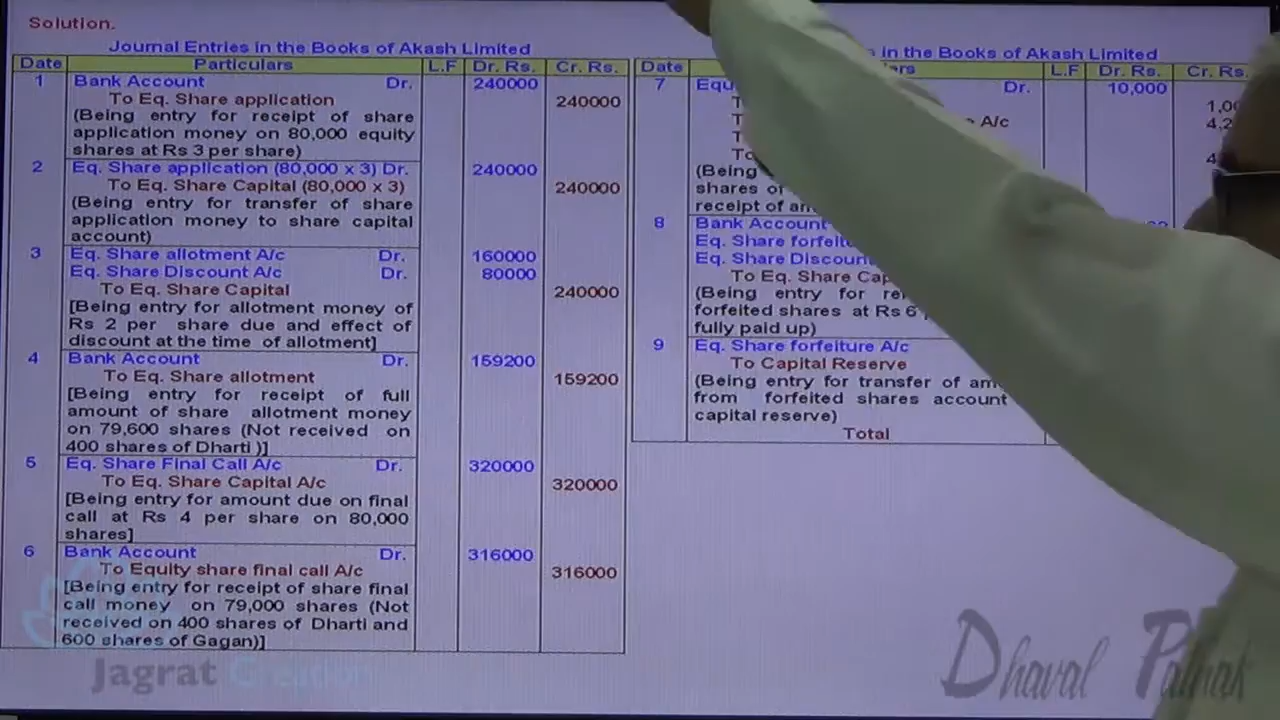 Solution.
Journal Entries in the Books of Akash Limited
Date Particulars L.F Dr. Rs. Cr. Rs.
1 Bank Account Dr. 240000
To Eq. Share application 240000
(Being entry for receipt of share
application money on 80,000 equity
shares at Rs 3 per share)
2 Eq. Share application (80,000 x 3) Dr. 240000
To Eq. Share Capital (80,000 x 3) 240000
(Being entry for transfer of share
application money to share capital
account)
3 Eq. Share allotment A/c Dr. 160000
Eq. Share Discount A/c Dr. 80000
To Eq. Share Capital 240000
[Being entry for allotment money of
Rs 2 per share due and effect of
discount at the time of allotment]
4 Bank Account Dr. 159200
To Eq. Share allotment 159200
[Being entry for receipt of full
amount of share allotment money
on 79,600 shares (Not received on
400 shares of Dharti )]
5 Eq. Share Final Call A/c Dr. 320000
To Eq. Share Capital A/c 320000
[Being entry for amount due on final
call at Rs 4 per share on 80,000
shares]
6 Bank Account Dr. 316000
To Equity share final call A/c 316000
[Being entry for receipt of share final
call money on 79,000 shares (Not
received on 400 shares of Dharti and
600 shares of Gagan)]
in the Books of Akash Limited
Date L.F Dr. Rs. Cr. Rs.
7 Dr. 10,000
A/c
To
(Being
shares of
receipt of
8 Bank Account
Eq. Share
Eq. Share
To Eq. Share
(Being entry for
forfeited shares at Rs 6
fully paid up)
9 Eq. Share forfeiture A/c
To Capital Reserve
(Being entry for transfer of
from forfeited shares account
capital reserve)
Total
Jagrat Creation
Dhaval Pathak